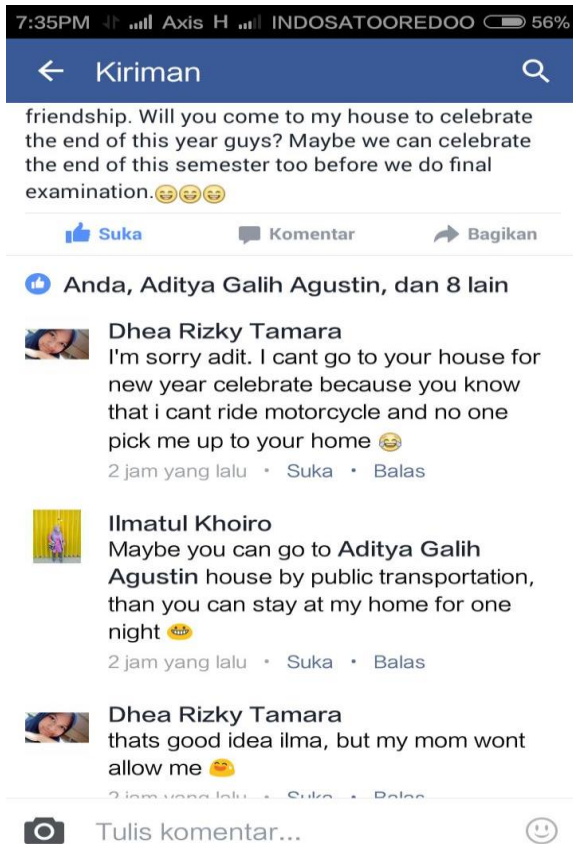 7:35PM Axis H INDOSATOOREDOO 56%
Kiriman
friendship. Will you come to my house to celebrate
the end of this year guys? Maybe we can celebrate
the end of this semester too before we do final
examination.😄😄😄
Suka Komentar Bagikan
Anda, Aditya Galih Agustin, dan 8 lain
Dhea Rizky Tamara
I'm sorry adit. I cant go to your house for
new year celebrate because you know
that i cant ride motorcycle and no one
pick me up to your home 😂
2 jam yang lalu • Suka • Balas
Ilmatul Khoiro
Maybe you can go to Aditya Galih
Agustin house by public transportation,
than you can stay at my home for one
night 😁
2 jam yang lalu • Suka • Balas
Dhea Rizky Tamara
thats good idea ilma, but my mom wont
allow me 😅
2 jam yang lalu • Suka • Balas
Tulis komentar...